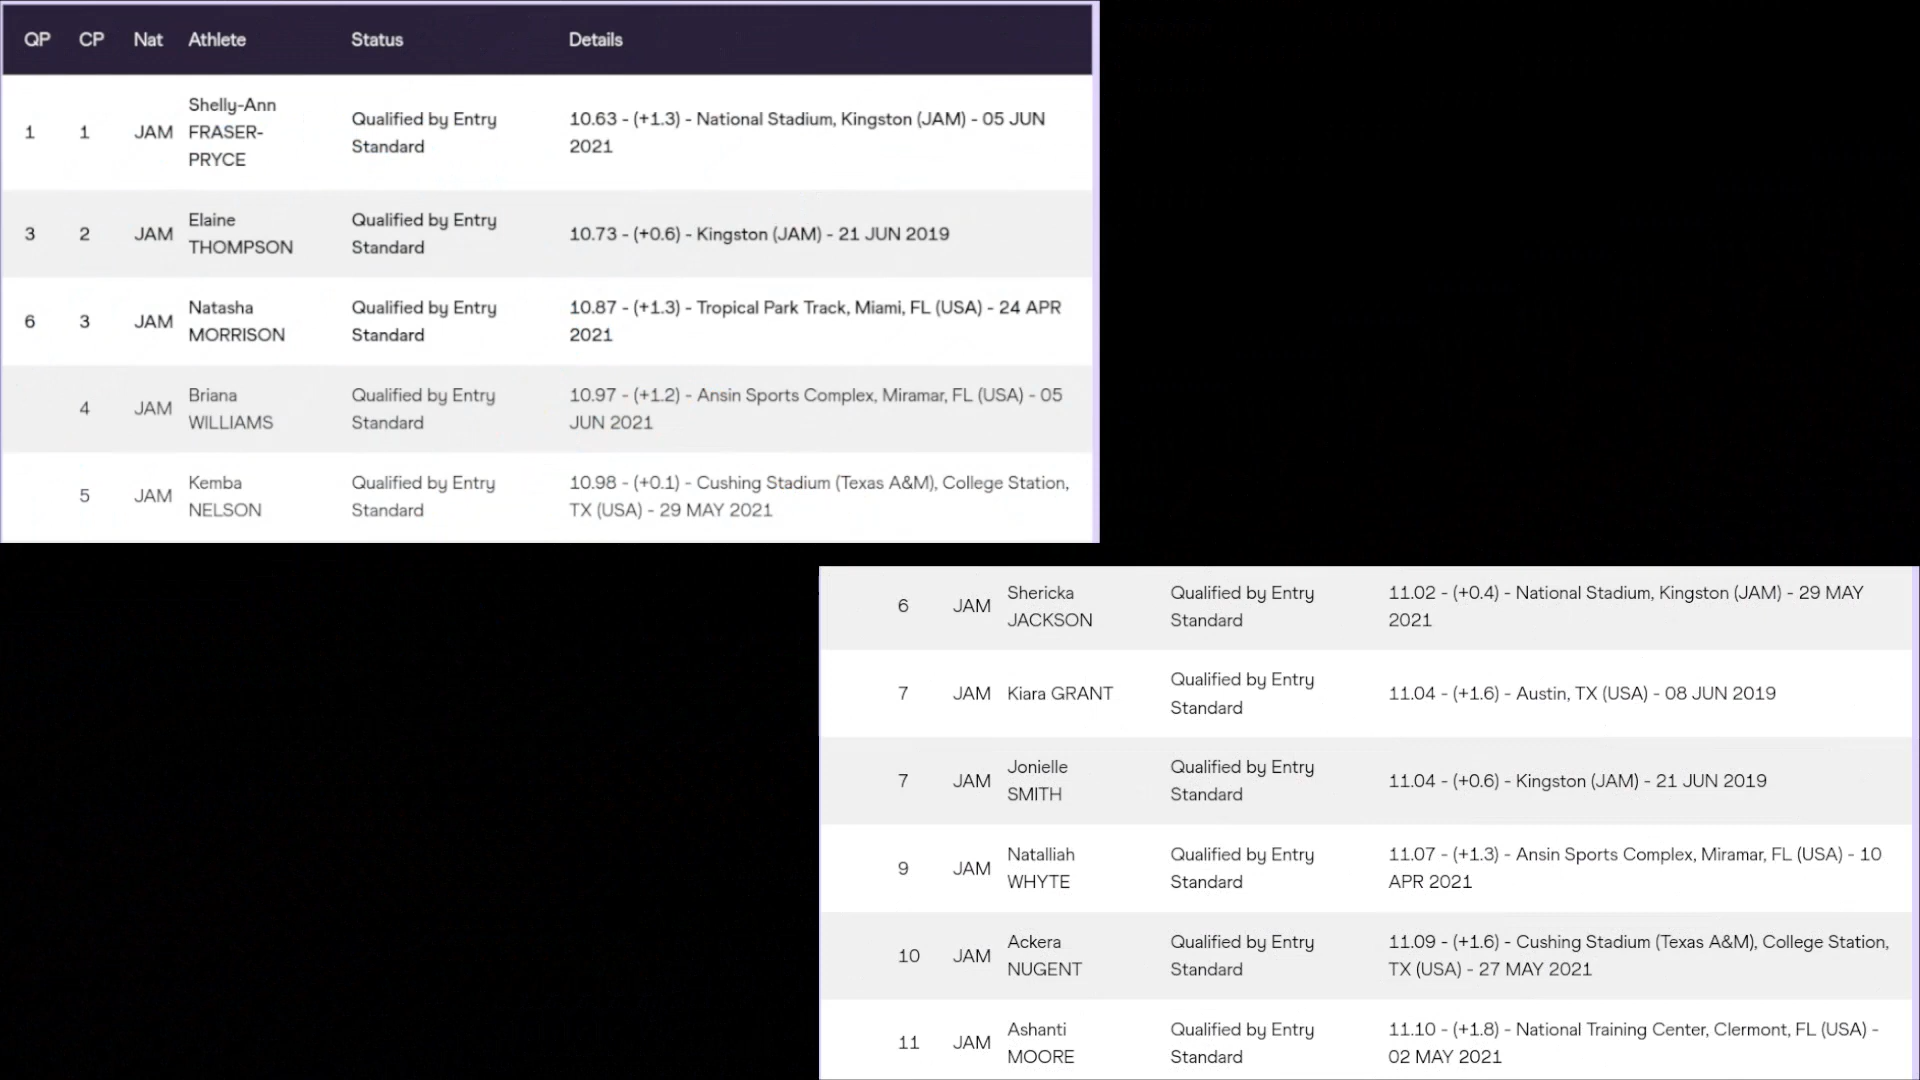 QP CP Nat Athlete Status Details
Shelly-Ann
1 1 JAM FRASER-
PRYCE
Qualified by Entry
Standard
10.63 - (+1.3) - National Stadium, Kingston (JAM) - 05 JUN
2021
3 2 JAM Elaine
THOMPSON
Qualified by Entry
Standard
10.73 - (+0.6) - Kingston (JAM) - 21 JUN 2019
6 3 JAM Natasha
MORRISON
Qualified by Entry
Standard
10.87 - (+1.3) - Tropical Park Track, Miami, FL (USA) - 24 APR
2021
4 JAM Briana
WILLIAMS
Qualified by Entry
Standard
10.97 - (+1.2) - Ansin Sports Complex, Miramar, FL (USA) - 05
JUN 2021
5 JAM Kemba
NELSON
Qualified by Entry
Standard
10.98 - (+0.1) - Cushing Stadium (Texas A&M), College Station,
TX (USA) - 29 MAY 2021
6 JAM Shericka
JACKSON
Qualified by Entry
Standard
11.02 - (+0.4) - National Stadium, Kingston (JAM) - 29 MAY
2021
7 JAM Kiara GRANT
Qualified by Entry
Standard
11.04 - (+1.6) - Austin, TX (USA) - 08 JUN 2019
7 JAM Jonielle
SMITH
Qualified by Entry
Standard
11.04 - (+0.6) - Kingston (JAM) - 21 JUN 2019
9 JAM Natalliah
WHYTE
Qualified by Entry
Standard
11.07 - (+1.3) - Ansin Sports Complex, Miramar, FL (USA) - 10
APR 2021
10 JAM Ackera
NUGENT
Qualified by Entry
Standard
11.09 - (+1.6) - Cushing Stadium (Texas A&M), College Station,
TX (USA) - 27 MAY 2021
11 JAM Ashanti
MOORE
Qualified by Entry
Standard
11.10 - (+1.8) - National Training Center, Clermont, FL (USA) -
02 MAY 2021